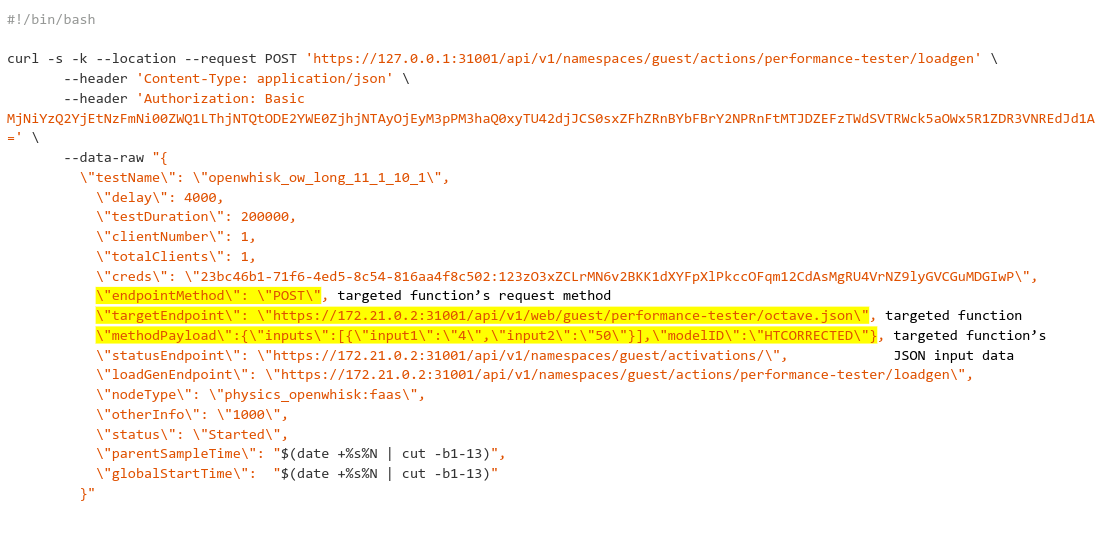 #!/bin/bash
curl -s -k --location --request POST 'https://127.0.0.1:31001/api/v1/namespaces/guest/actions/performance-tester/loadgen' \
--header 'Content-Type: application/json' \
--header 'Authorization: Basic
MjNiYzQ2YjEtNzFmNi00ZWQ1LThjNTQtODE2YWE0ZjhjNTAyOjEyM3pPM3haQ0xyTU42djJCS0sxZFhZRnBYbFBrY2NPRnFtMTJDZEFzTWdSVTRWck5aOWx5R1ZDR3VNREdJd1A
=' \
--data-raw "{
\"testName\": \"openwhisk_ow_long_11_1_10_1\",
\"delay\": 4000,
\"testDuration\": 200000,
\"clientNumber\": 1,
\"totalClients\": 1,
\"creds\": \"23bc46b1-71f6-4ed5-8c54-816aa4f8c502:123zO3xZCLrMN6v2BKK1dXYFpXlPkccOFqm12CdAsMgRU4VrNZ9lyGVCGuMDGIwP\",
\"endpointMethod\": \"POST\", targeted function’s request method
\"targetEndpoint\": \"https://172.21.0.2:31001/api/v1/web/guest/performance-tester/octave.json\", targeted function
\"methodPayload\":{\"inputs\":[{\"input1\":\"4\",\"input2\":\"50\"}],\"modelID\":\"HTCORRECTED\"}, targeted function’s
\"statusEndpoint\": \"https://172.21.0.2:31001/api/v1/namespaces/guest/activations/\", JSON input data
\"loadGenEndpoint\": \"https://172.21.0.2:31001/api/v1/namespaces/guest/actions/performance-tester/loadgen\",
\"nodeType\": \"physics_openwhisk:faas\",
\"otherInfo\": \"1000\",
\"status\": \"Started\",
\"parentSampleTime\": "$(date +%s%N | cut -b1-13)",
\"globalStartTime\":  "$(date +%s%N | cut -b1-13)"
}"